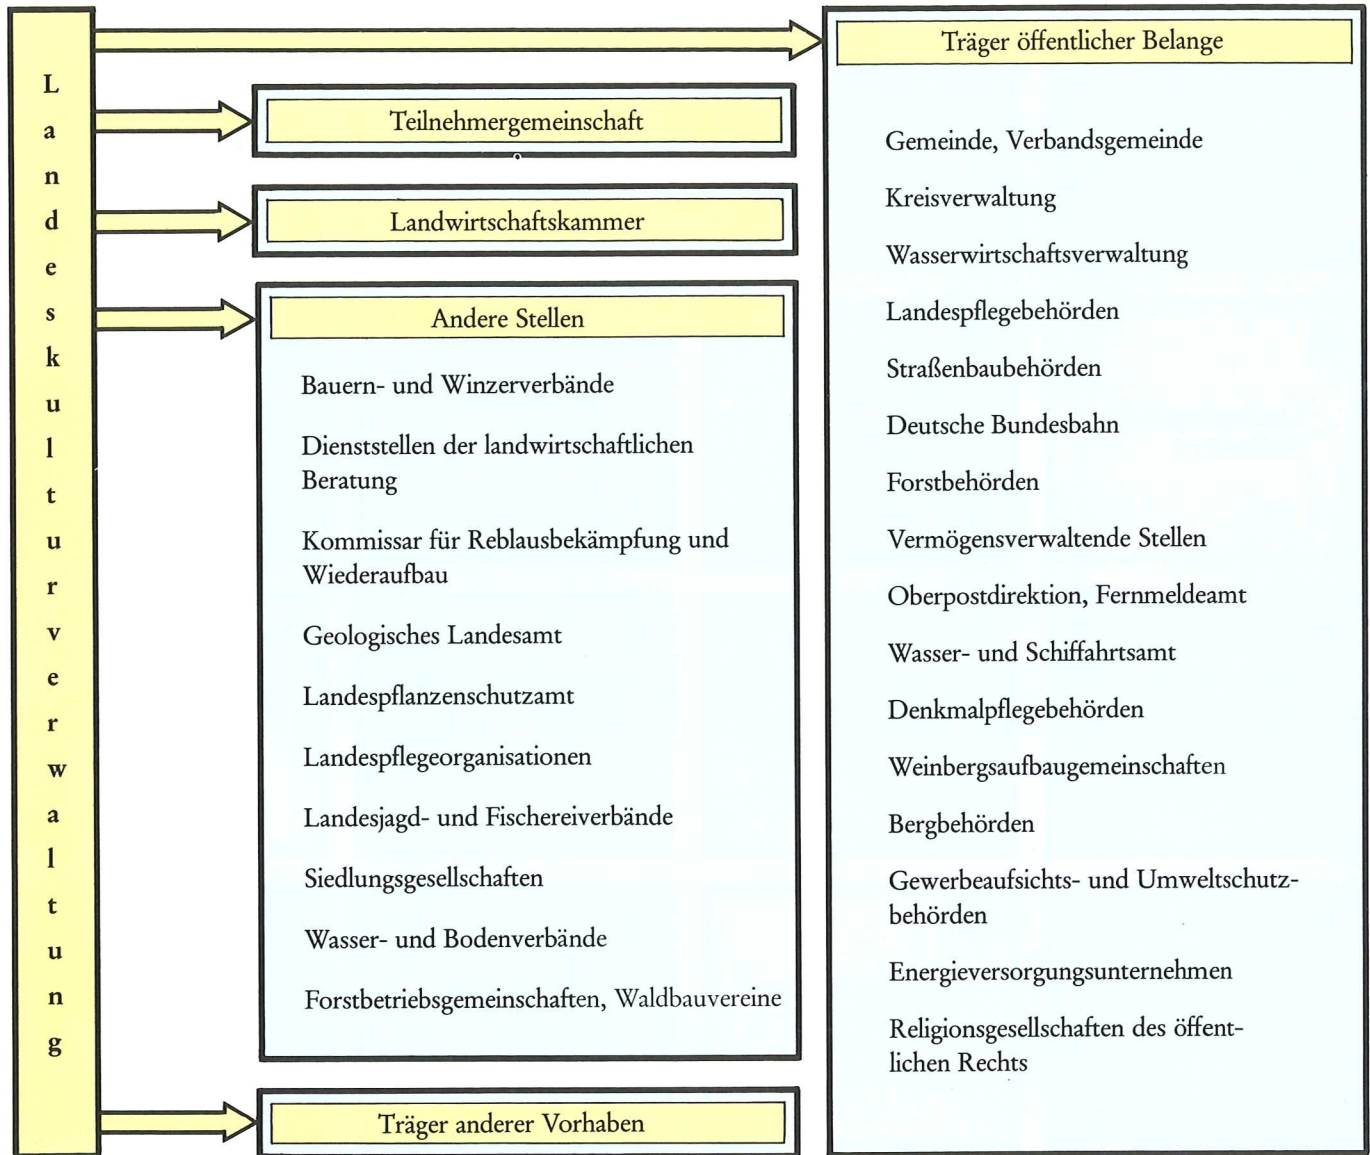 Landeskulturverwaltung
Teilnehmergemeinschaft
Landwirtschaftskammer
Andere Stellen
Bauern- und Winzerverbände
Dienststellen der landwirtschaftlichen
Beratung
Kommissar für Reblausbekämpfung und
Wiederaufbau
Geologisches Landesamt
Landespflanzenschutzamt
Landespflegeorganisationen
Landesjagd- und Fischereiverbände
Siedlungsgesellschaften
Wasser- und Bodenverbände
Forstbetriebsgemeinschaften, Waldbauvereine
Träger anderer Vorhaben
Träger öffentlicher Belange
Gemeinde, Verbandsgemeinde
Kreisverwaltung
Wasserwirtschaftsverwaltung
Landespflegebehörden
Straßenbaubehörden
Deutsche Bundesbahn
Forstbehörden
Vermögensverwaltende Stellen
Oberpostdirektion, Fernmeldeamt
Wasser- und Schiffahrtsamt
Denkmalpflegebehörden
Weinbergsaufbaugemeinschaften
Bergbehörden
Gewerbeaufsichts- und Umweltschutz-
behörden
Energieversorgungsunternehmen
Religionsgesellschaften des öffent-
lichen Rechts